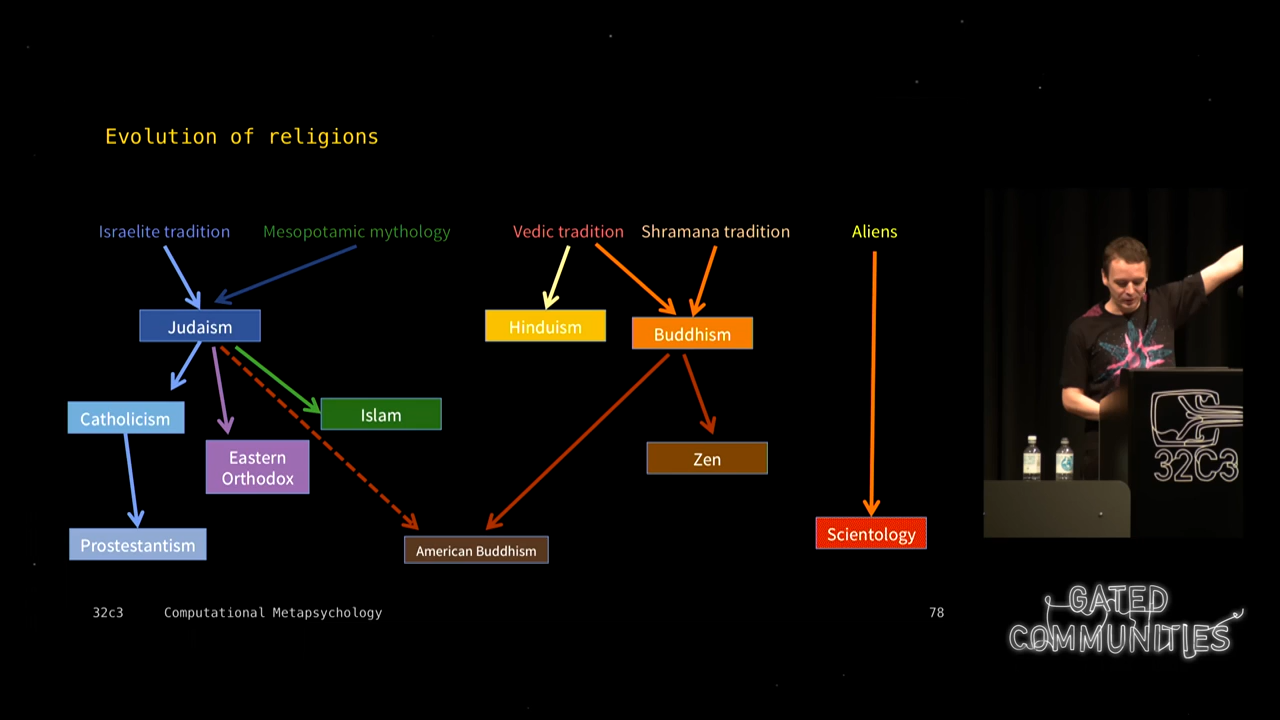 Evolution of religions
Israelite tradition
Mesopotamic mythology
Vedic tradition
Shramana tradition
Aliens
Judaism
Hinduism
Buddhism
Catholicism
Islam
Eastern
Orthodox
Zen
Prostestantism
American Buddhism
Scientology
32C3
32c3
Computational Metapsychology
78
GATED
COMMUNITIES